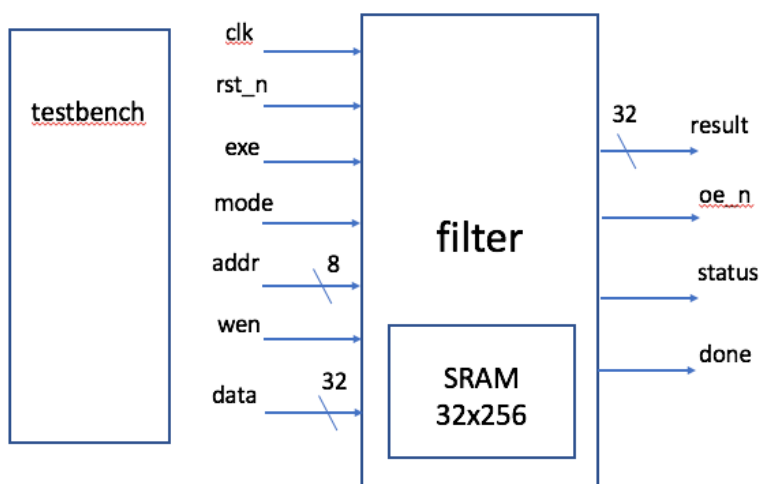 testbench
clk
rst_n
exe
mode
addr
8
wen
data
32
filter
SRAM
32x256
32
result
oe_n
status
done